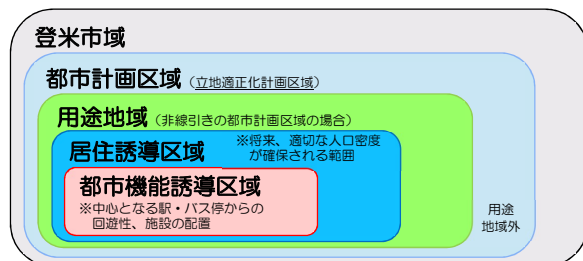 登米市域
都市計画区域（立地適正化計画区域）
用途地域（非線引きの都市計画区域の場合）
居住誘導区域
※将来、適切な人口密度
が確保される範囲
都市機能誘導区域
※中心となる駅・バス停からの
回遊性、施設の配置
用途
地域外